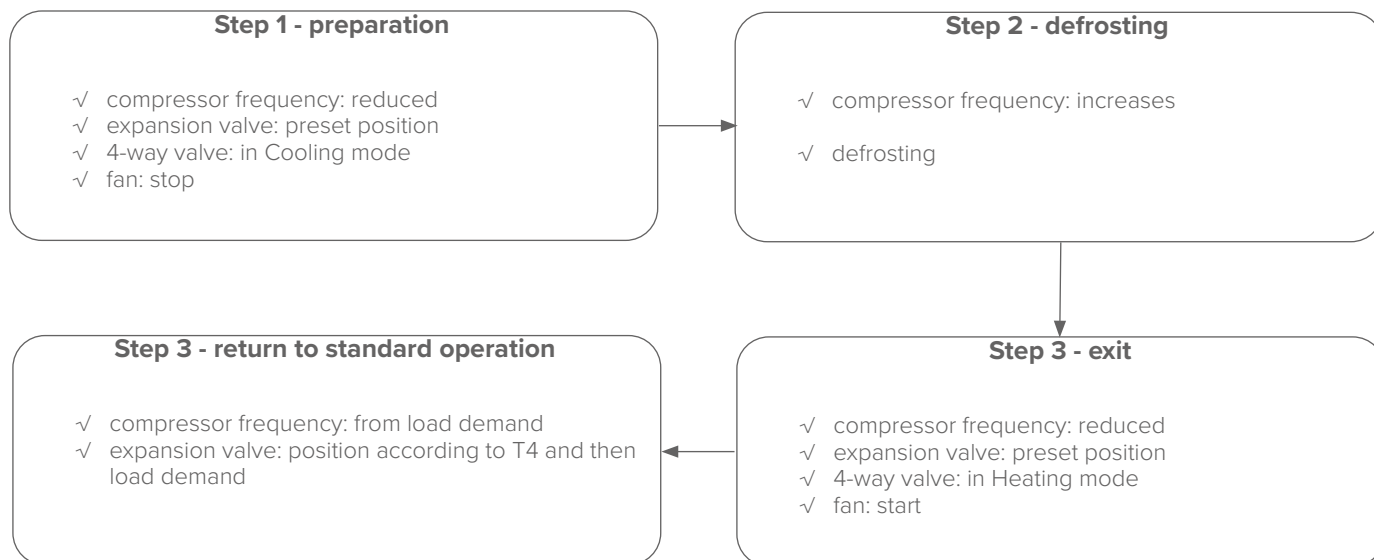 Step 1 - preparation
√ compressor frequency: reduced
√ expansion valve: preset position
√ 4-way valve: in Cooling mode
√ fan: stop
Step 2 - defrosting
√ compressor frequency: increases
√ defrosting
Step 3 - exit
√ compressor frequency: reduced
√ expansion valve: preset position
√ 4-way valve: in Heating mode
√ fan: start
Step 3 - return to standard operation
√ compressor frequency: from load demand
√ expansion valve: position according to T4 and then
load demand